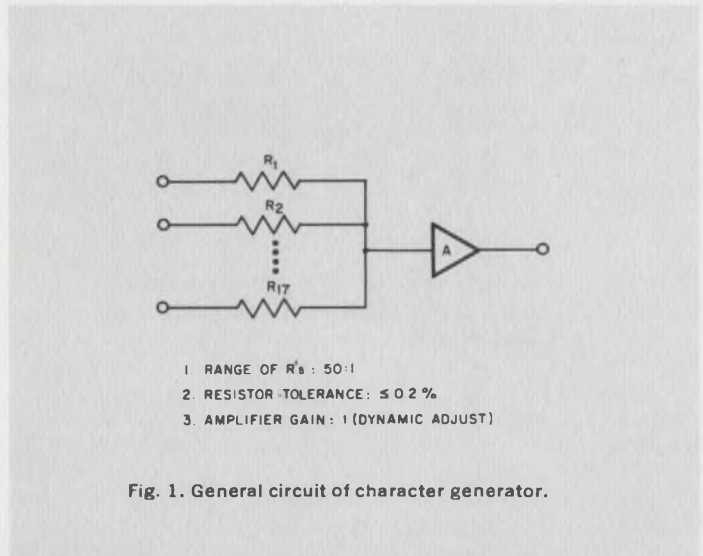 R1
R2
R17
A
1. RANGE OF R's : 50:1
2. RESISTOR TOLERANCE: ≤ 0.2 %
3. AMPLIFIER GAIN: 1 (DYNAMIC ADJUST)
Fig. 1. General circuit of character generator.